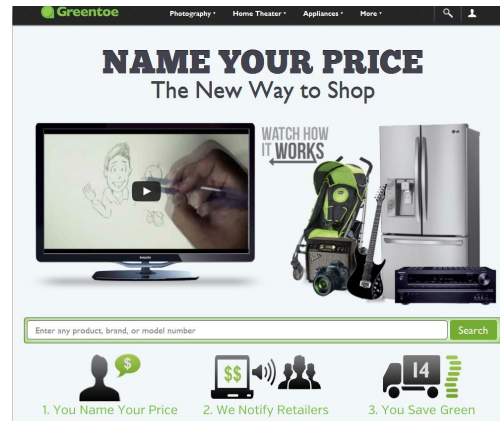 Greentoe
Photography
Home Theater
Appliances
More
NAME YOUR PRICE
The New Way to Shop
WATCH HOW
IT WORKS
PHILIPS
LG
Enter any product, brand, or model number
Search
$
$$
14
1. You Name Your Price
2. We Notify Retailers
3. You Save Green